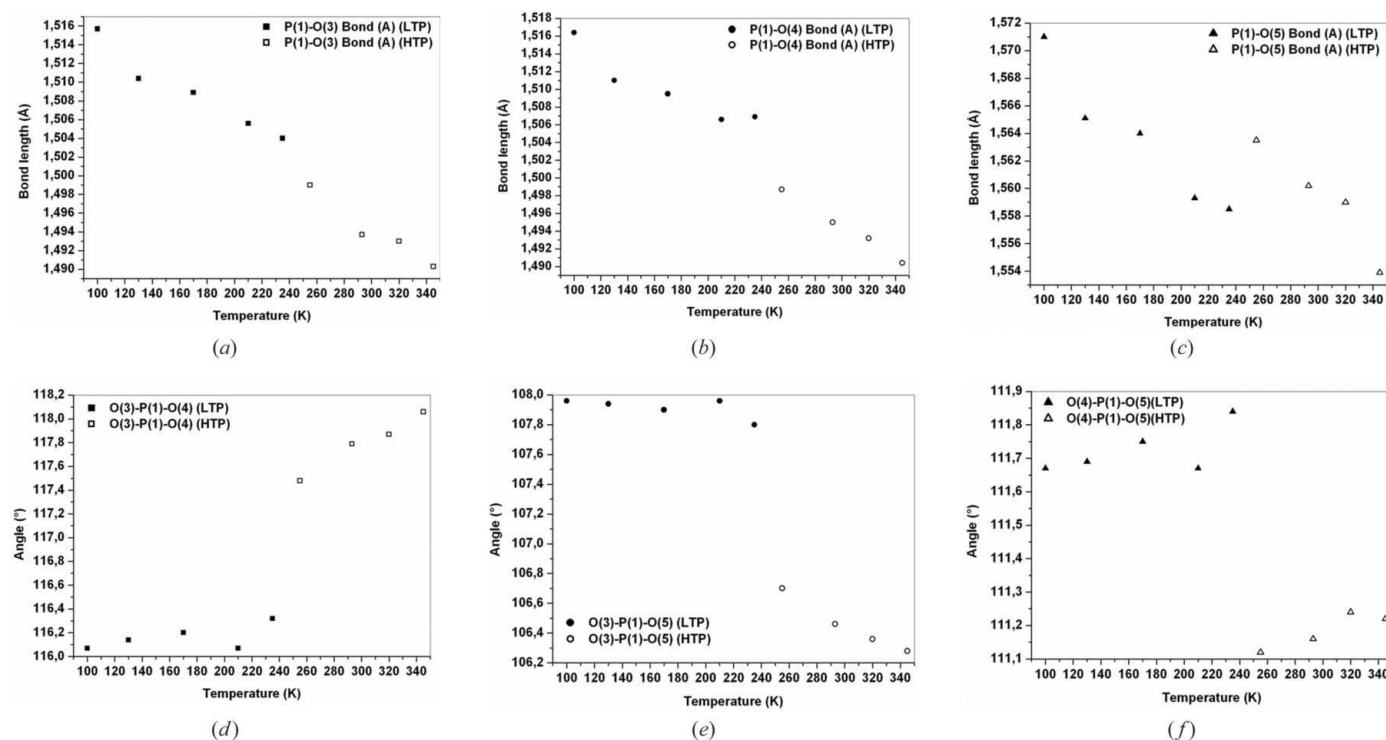 1,516
1,514
1,512
1,510
1,508
1,506
1,504
1,502
1,500
1,498
1,496
1,494
1,492
1,490
Bond length (Å)
P(1)-O(3) Bond (A) (LTP)
P(1)-O(3) Bond (A) (HTP)
100 120 140 160 180 200 220 240 260 280 300 320 340
Temperature (K)
(a)
1,518
1,516
1,514
1,512
1,510
1,508
1,506
1,504
1,502
1,500
1,498
1,496
1,494
1,492
1,490
Bond length (Å)
P(1)-O(4) Bond (A) (LTP)
P(1)-O(4) Bond (A) (HTP)
100 120 140 160 180 200 220 240 260 280 300 320 340
Temperature (K)
(b)
1,572
1,570
1,568
1,566
1,564
1,562
1,560
1,558
1,556
1,554
Bond length (Å)
P(1)-O(5) Bond (A) (LTP)
P(1)-O(5) Bond (A) (HTP)
100 120 140 160 180 200 220 240 260 280 300 320 340
Temperature (K)
(c)
118,2
118,0
117,8
117,6
117,4
117,2
117,0
116,8
116,6
116,4
116,2
116,0
Angle (°)
O(3)-P(1)-O(4) (LTP)
O(3)-P(1)-O(4) (HTP)
100 120 140 160 180 200 220 240 260 280 300 320 340
Temperature (K)
(d)
108,0
107,8
107,6
107,4
107,2
107,0
106,8
106,6
106,4
106,2
Angle (°)
O(3)-P(1)-O(5) (LTP)
O(3)-P(1)-O(5) (HTP)
100 120 140 160 180 200 220 240 260 280 300 320 340
Temperature (K)
(e)
111,9
111,8
111,7
111,6
111,5
111,4
111,3
111,2
111,1
Angle (°)
O(4)-P(1)-O(5)(LTP)
O(4)-P(1)-O(5)(HTP)
100 120 140 160 180 200 220 240 260 280 300 320 340
Temperature (K)
(f)